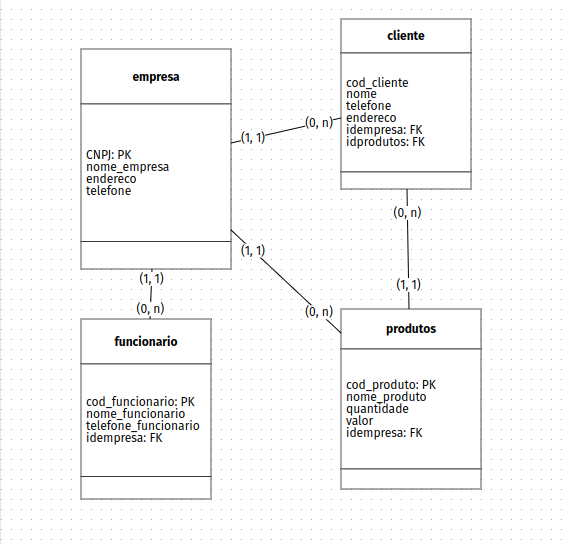 empresa
CNPJ: PK
nome_empresa
endereco
telefone
cliente
cod_cliente
nome
telefone
endereco
idempresa: FK
idprodutos: FK
(1, 1)
(0, n)
(1, 1)
(0, n)
(0, n)
(1, 1)
(1, 1)
(0, n)
funcionario
cod_funcionario: PK
nome_funcionario
telefone_funcionario
idempresa: FK
produtos
cod_produto: PK
nome_produto
quantidade
valor
idempresa: FK